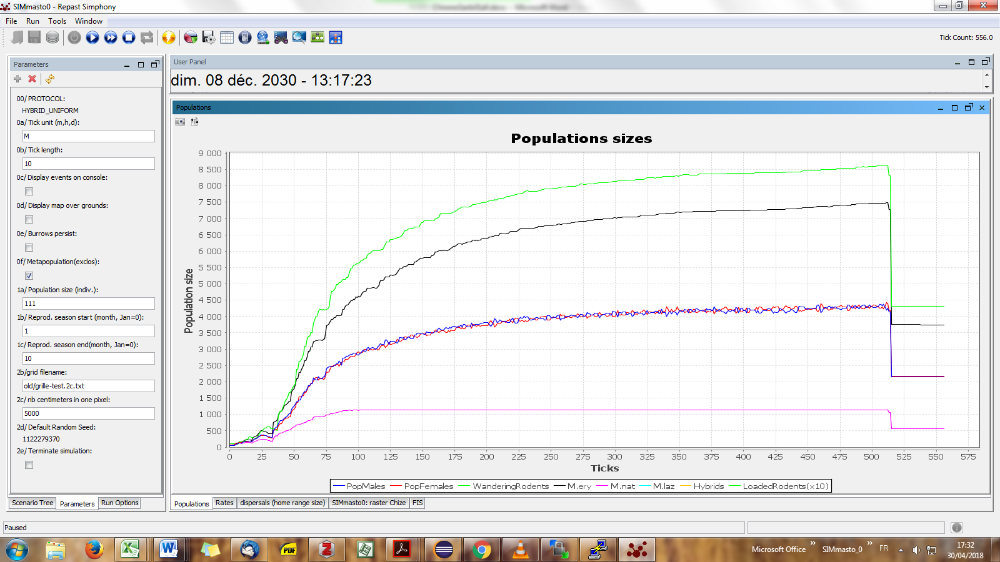 SIMmasto0 - Repast Simphony
File Run Tools Window
Tick Count: 556.0
Parameters
00/ PROTOCOL:
HYBRID_UNIFORM
0a/ Tick unit (m,h,d):
M
0b/ Tick length:
10
0c/ Display events on console:
0d/ Display map over grounds:
0e/ Burrows persist:
0f/ Metapopulation(exclos):
1a/ Population size (indiv.):
111
1b/ Reprod. season start (month, Jan=0):
1
1c/ Reprod. season end(month, Jan=0):
10
2b/grid filename:
old/grille-test.2c.txt
2c/ nb centimeters in one pixel:
5000
2d/ Default Random Seed:
1122279370
2e/ Terminate simulation:
Scenario Tree Parameters Run Options
User Panel
dim. 08 déc. 2030 - 13:17:23
Populations
Populations sizes
9 000
8 500
8 000
7 500
7 000
6 500
6 000
5 500
5 000
4 500
4 000
3 500
3 000
2 500
2 000
1 500
1 000
500
0
Population size
0 25 50 75 100 125 150 175 200 225 250 275 300 325 350 375 400 425 450 475 500 525 550 575
Ticks
PopMales PopFemales WanderingRodents M.ery M.nat M.laz Hybrids LoadedRodents(x10)
Populations Rates dispersals (home range size) SIMmasto0: raster Chize FIS
Paused
PDF
Microsoft Office » SIMmasto_0 » FR
17:32
30/04/2018